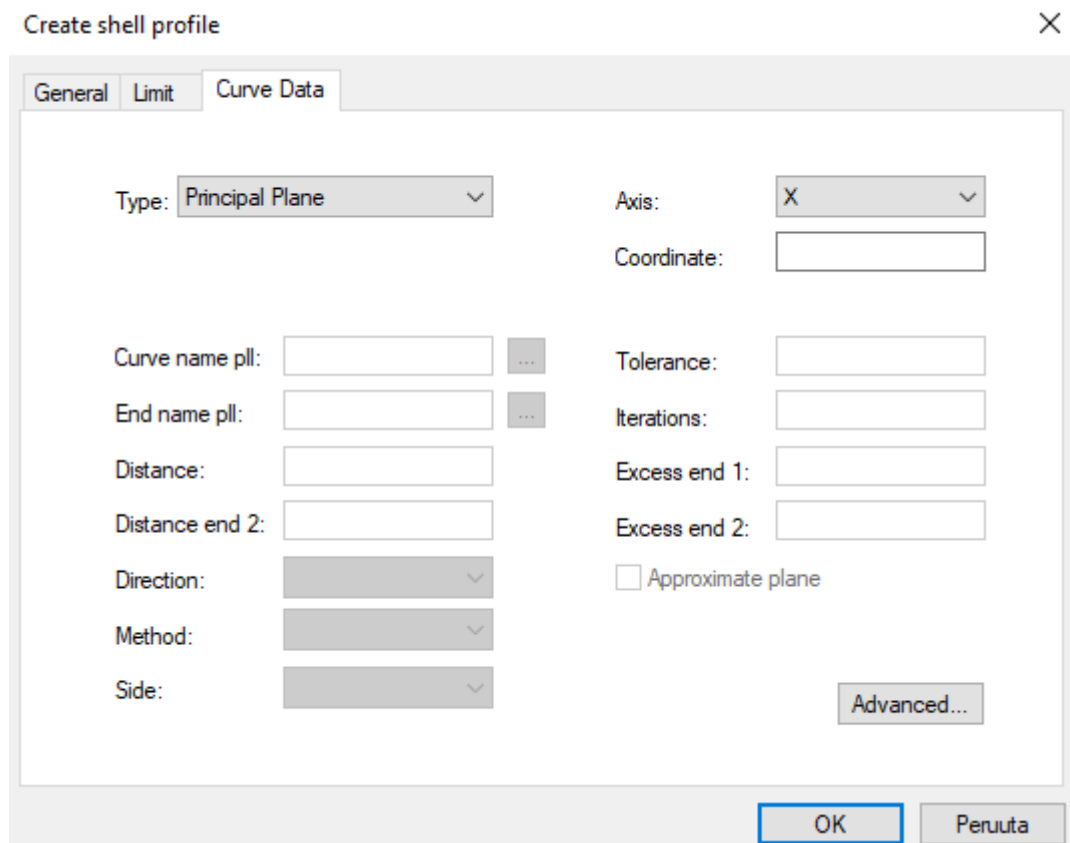 Create shell profile
General Limit Curve Data
Type: Principal Plane Axis: X
Coordinate:
Curve name pll: ... Tolerance:
End name pll: ... Iterations:
Distance: Excess end 1:
Distance end 2: Excess end 2:
Direction: Approximate plane
Method:
Side:
Advanced...
OK Peruuta